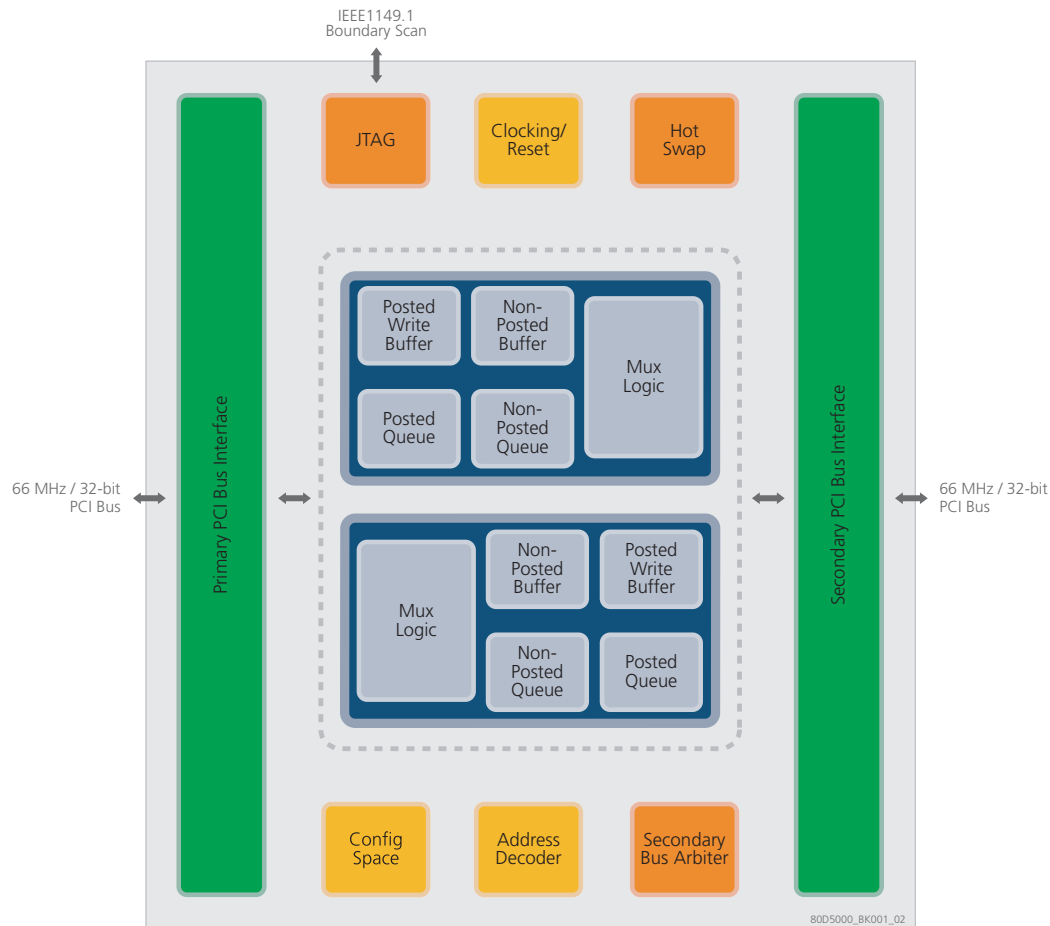 IEEE1149.1
Boundary Scan
JTAG
Clocking/
Reset
Hot
Swap
Primary PCI Bus Interface
Secondary PCI Bus Interface
Posted
Write
Buffer
Non-
Posted
Buffer
Mux
Logic
Posted
Queue
Non-
Posted
Queue
66 MHz / 32-bit
PCI Bus
66 MHz / 32-bit
PCI Bus
Mux
Logic
Non-
Posted
Buffer
Posted
Write
Buffer
Non-
Posted
Queue
Posted
Queue
Config
Space
Address
Decoder
Secondary
Bus Arbiter
80D5000_BK001_02